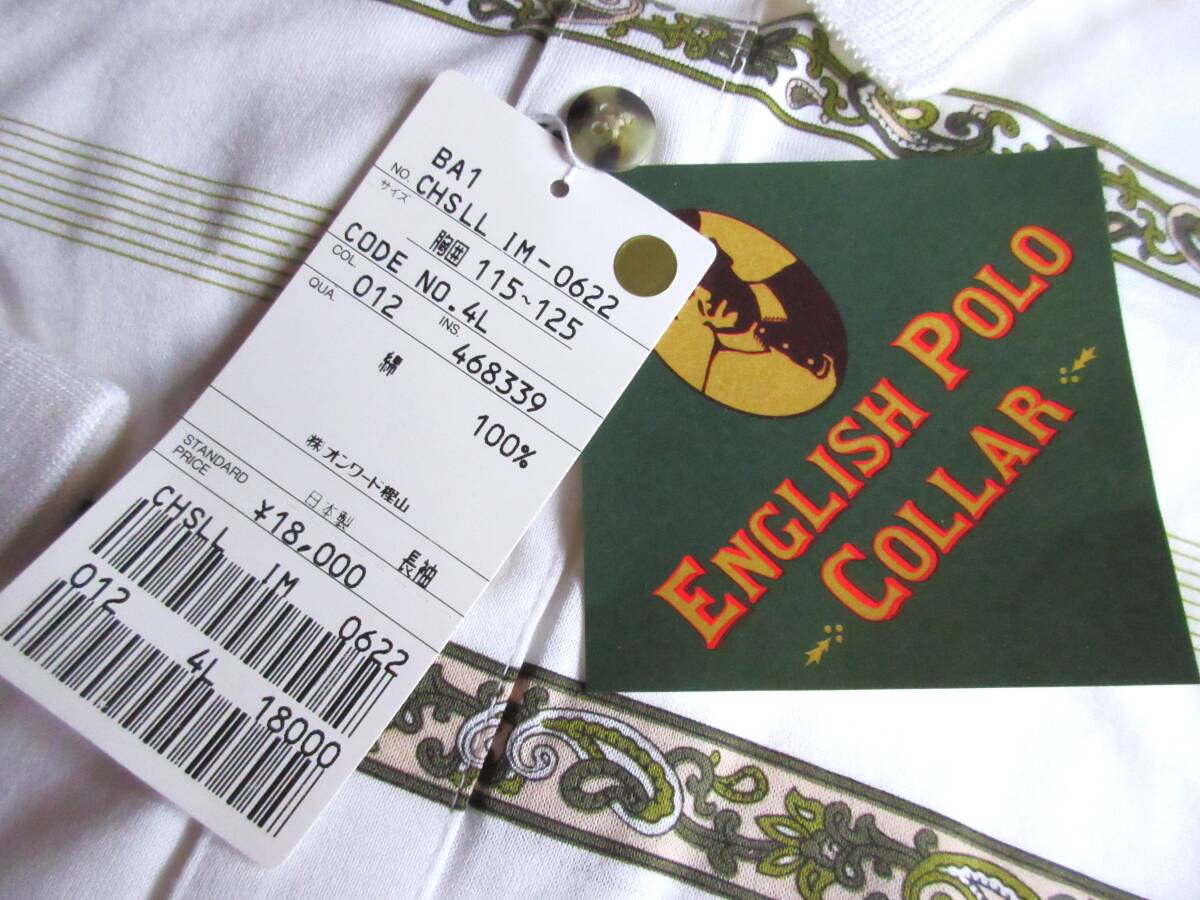 BA1
NO. CHSLL IM-0622
サイズ 胸囲 115~125
CODE NO.4L
COL. 012 INS. 468339
QUA.
綿 100%
㈱オンワード樫山
日本製
STANDARD PRICE ¥18,000 長袖
CHSLL IM 0622
012 4L 18000
ENGLISH POLO
COLLAR